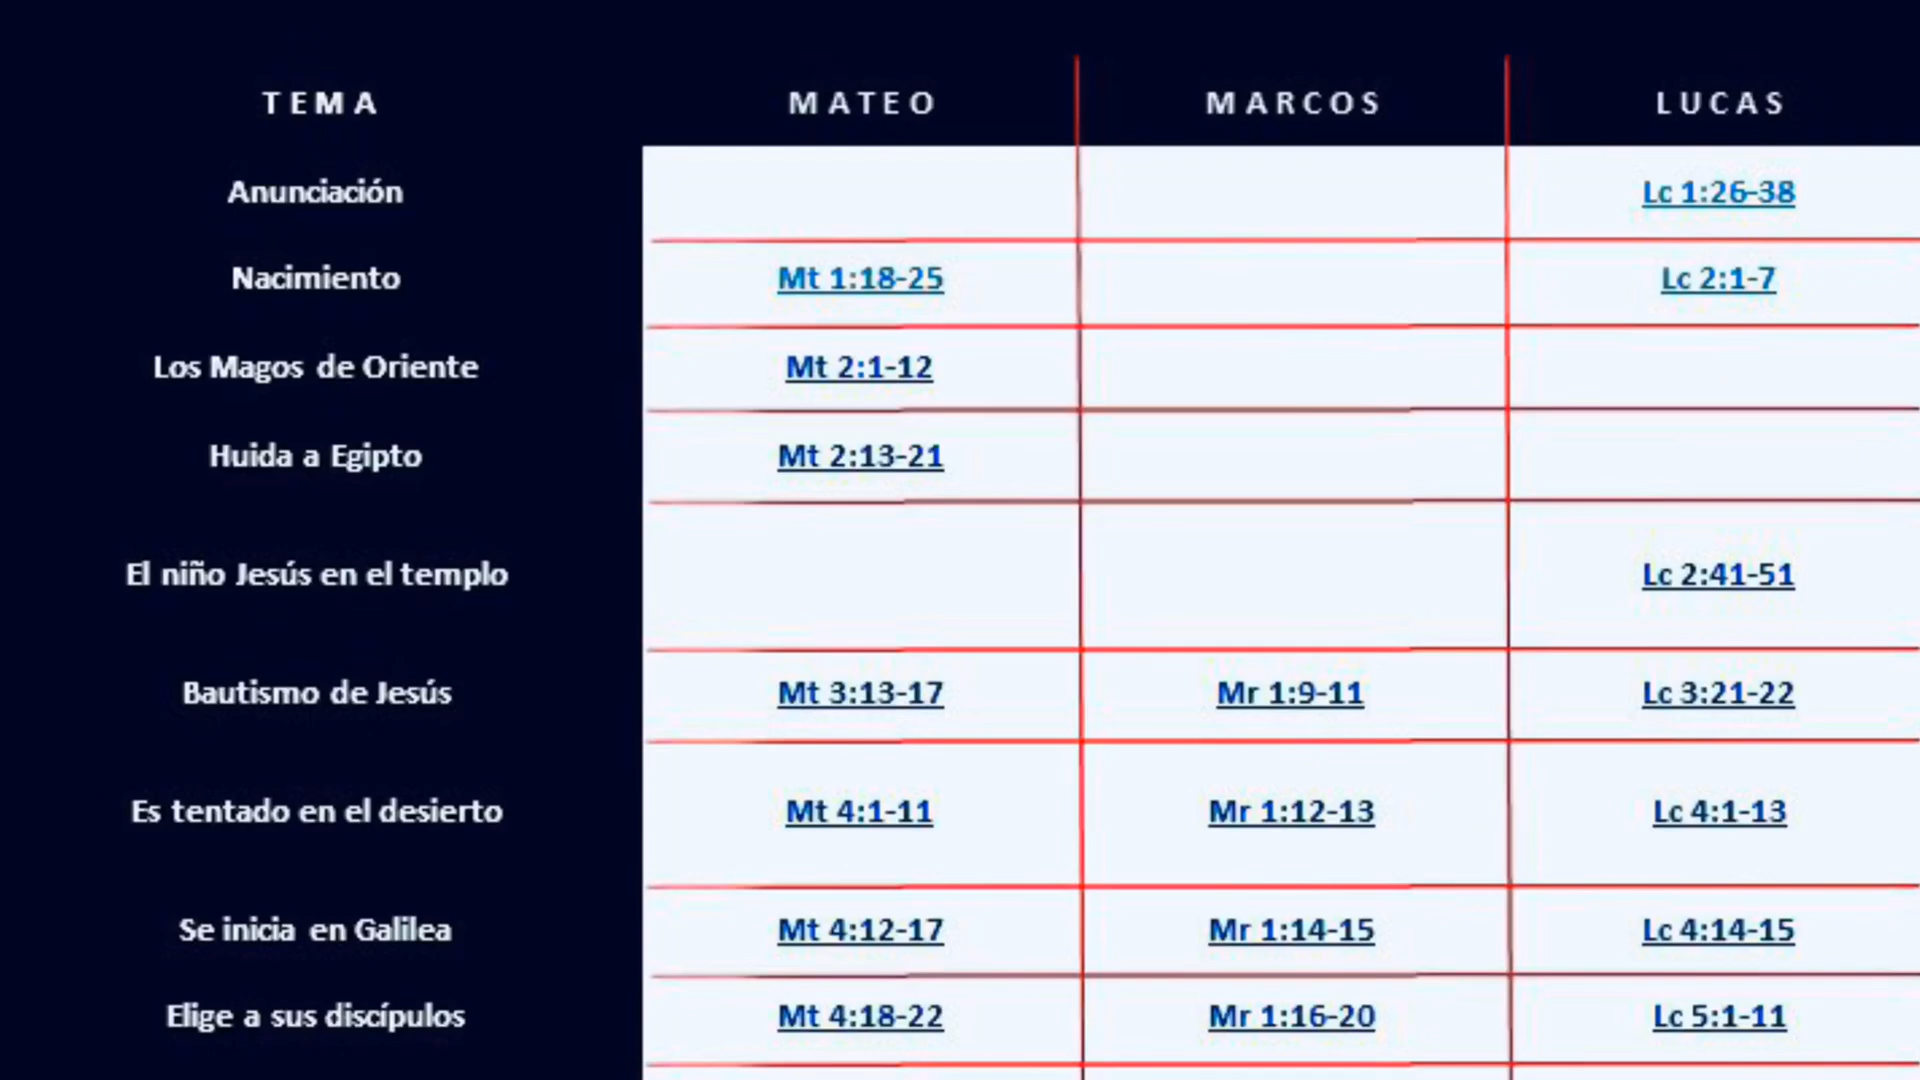 TEMA MATEO MARCOS LUCAS
Anunciación Lc 1:26-38
Nacimiento Mt 1:18-25 Lc 2:1-7
Los Magos de Oriente Mt 2:1-12
Huida a Egipto Mt 2:13-21
El niño Jesús en el templo Lc 2:41-51
Bautismo de Jesús Mt 3:13-17 Mr 1:9-11 Lc 3:21-22
Es tentado en el desierto Mt 4:1-11 Mr 1:12-13 Lc 4:1-13
Se inicia en Galilea Mt 4:12-17 Mr 1:14-15 Lc 4:14-15
Elige a sus discípulos Mt 4:18-22 Mr 1:16-20 Lc 5:1-11